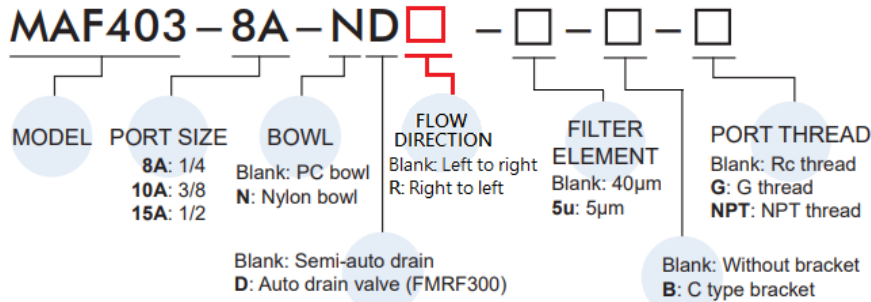 MAF403 – 8A – ND□ – □ – □ – □
MODEL
PORT SIZE
8A: 1/4
10A: 3/8
15A: 1/2
BOWL
Blank: PC bowl
N: Nylon bowl
FLOW
DIRECTION
Blank: Left to right
R: Right to left
FILTER
ELEMENT
Blank: 40µm
5u: 5µm
PORT THREAD
Blank: Rc thread
G: G thread
NPT: NPT thread
Blank: Semi-auto drain
D: Auto drain valve (FMRF300)
Blank: Without bracket
B: C type bracket